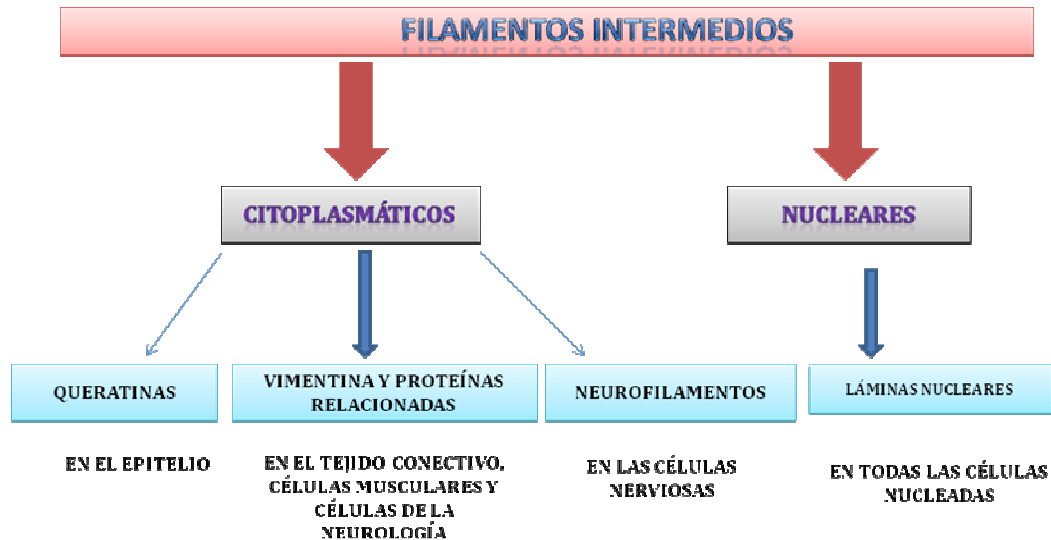 FILAMENTOS INTERMEDIOS
CITOPLASMÁTICOS
NUCLEARES
QUERATINAS
VIMENTINA Y PROTEÍNAS
RELACIONADAS
NEUROFILAMENTOS
LÁMINAS NUCLEARES
EN EL EPITELIO
EN EL TEJIDO CONECTIVO,
CÉLULAS MUSCULARES Y
CÉLULAS DE LA
NEUROLOGÍA
EN LAS CÉLULAS
NERVIOSAS
EN TODAS LAS CÉLULAS
NUCLEADAS